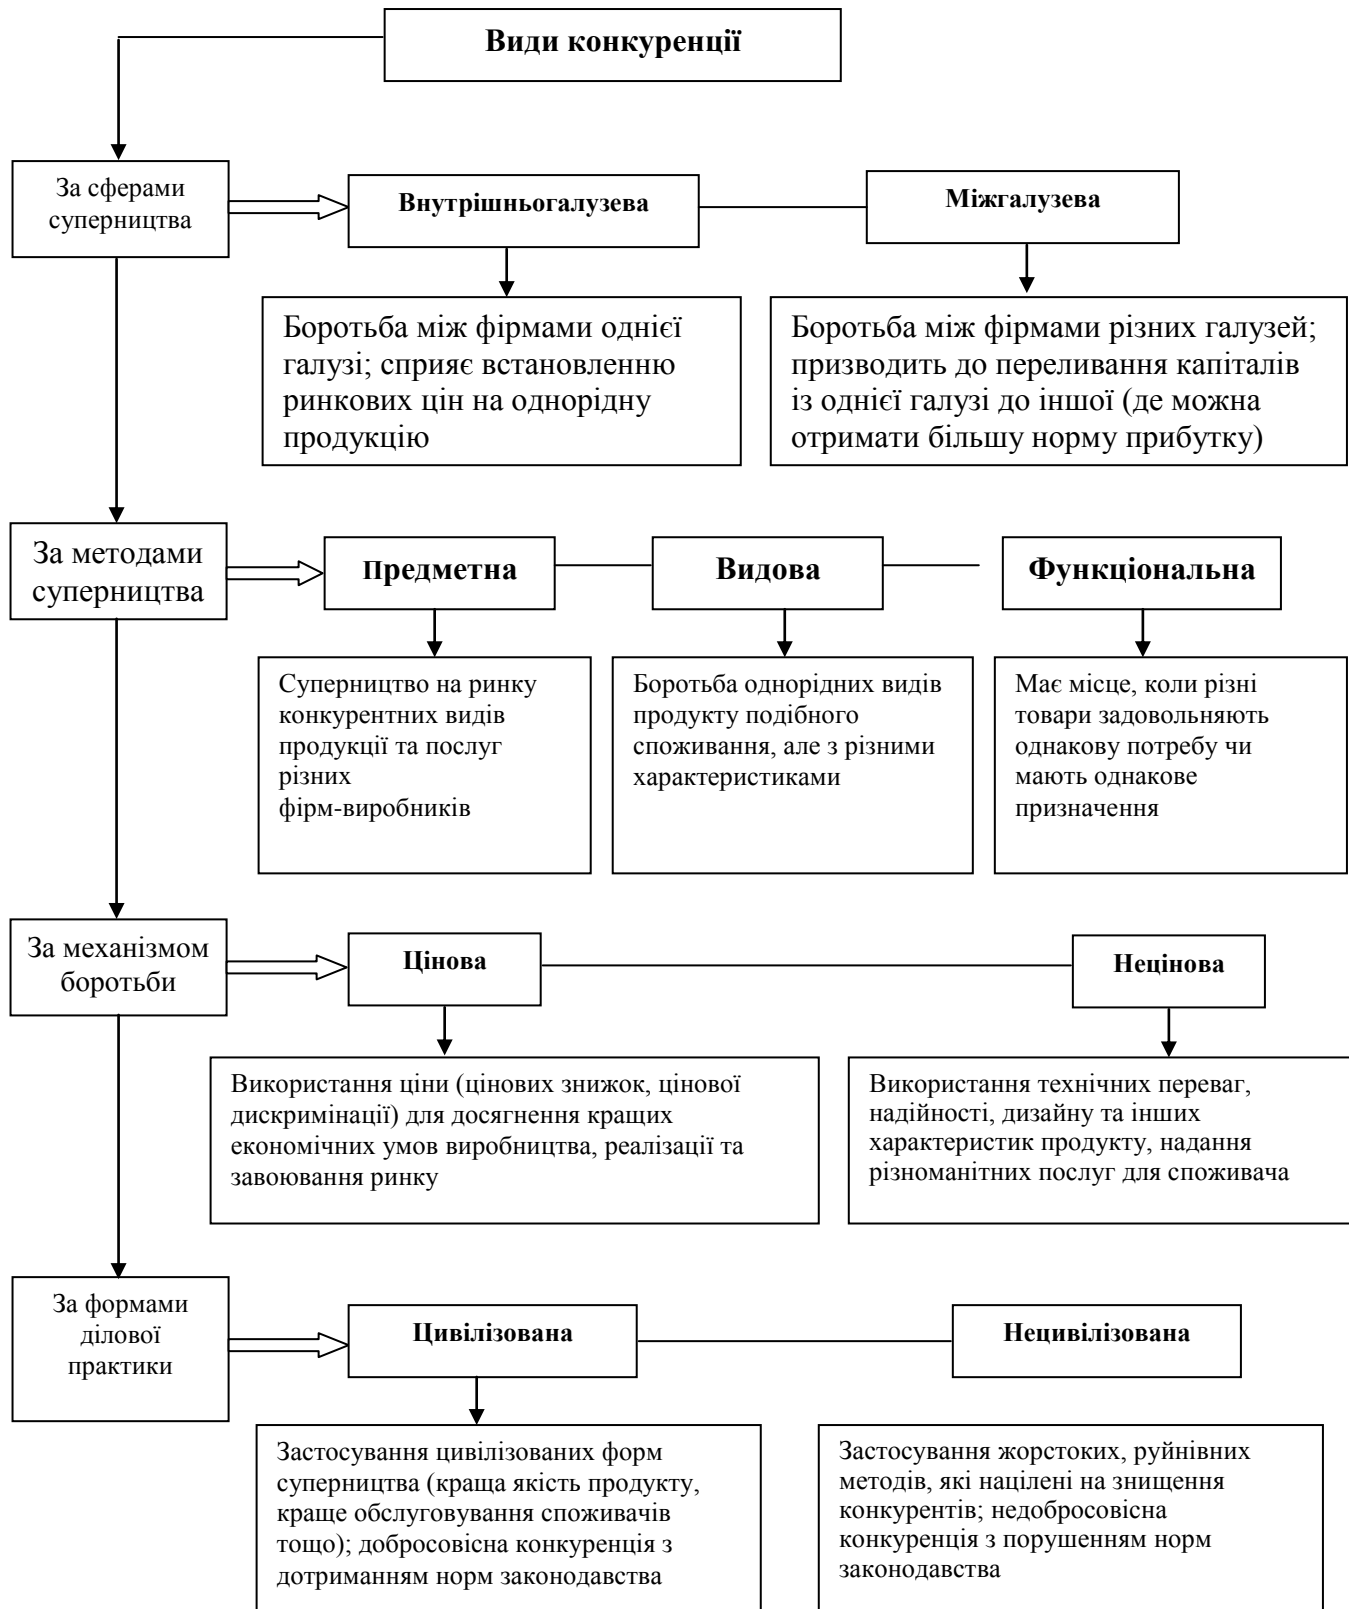 Види конкуренції
За сферами
суперництва
Внутрішньогалузева
Міжгалузева
Боротьба між фірмами однієї
галузі; сприяє встановленню
ринкових цін на однорідну
продукцію
Боротьба між фірмами різних галузей;
призводить до переливання капіталів
із однієї галузі до іншої (де можна
отримати більшу норму прибутку)
За методами
суперництва
Предметна
Видова
Функціональна
Суперництво на ринку
конкурентних видів
продукції та послуг
різних
фірм-виробників
Боротьба однорідних видів
продукту подібного
споживання, але з різними
характеристиками
Має місце, коли різні
товари задовольняють
однакову потребу чи
мають однакове
призначення
За механізмом
боротьби
Цінова
Нецінова
Використання ціни (цінових знижок, цінової
дискримінації) для досягнення кращих
економічних умов виробництва, реалізації та
завоювання ринку
Використання технічних переваг,
надійності, дизайну та інших
характеристик продукту, надання
різноманітних послуг для споживача
За формами
ділової
практики
Цивілізована
Нецивілізована
Застосування цивілізованих форм
суперництва (краща якість продукту,
краще обслуговування споживачів
тощо); добросовісна конкуренція з
дотриманням норм законодавства
Застосування жорстоких, руйнівних
методів, які націлені на знищення
конкурентів; недобросовісна
конкуренція з порушенням норм
законодавства